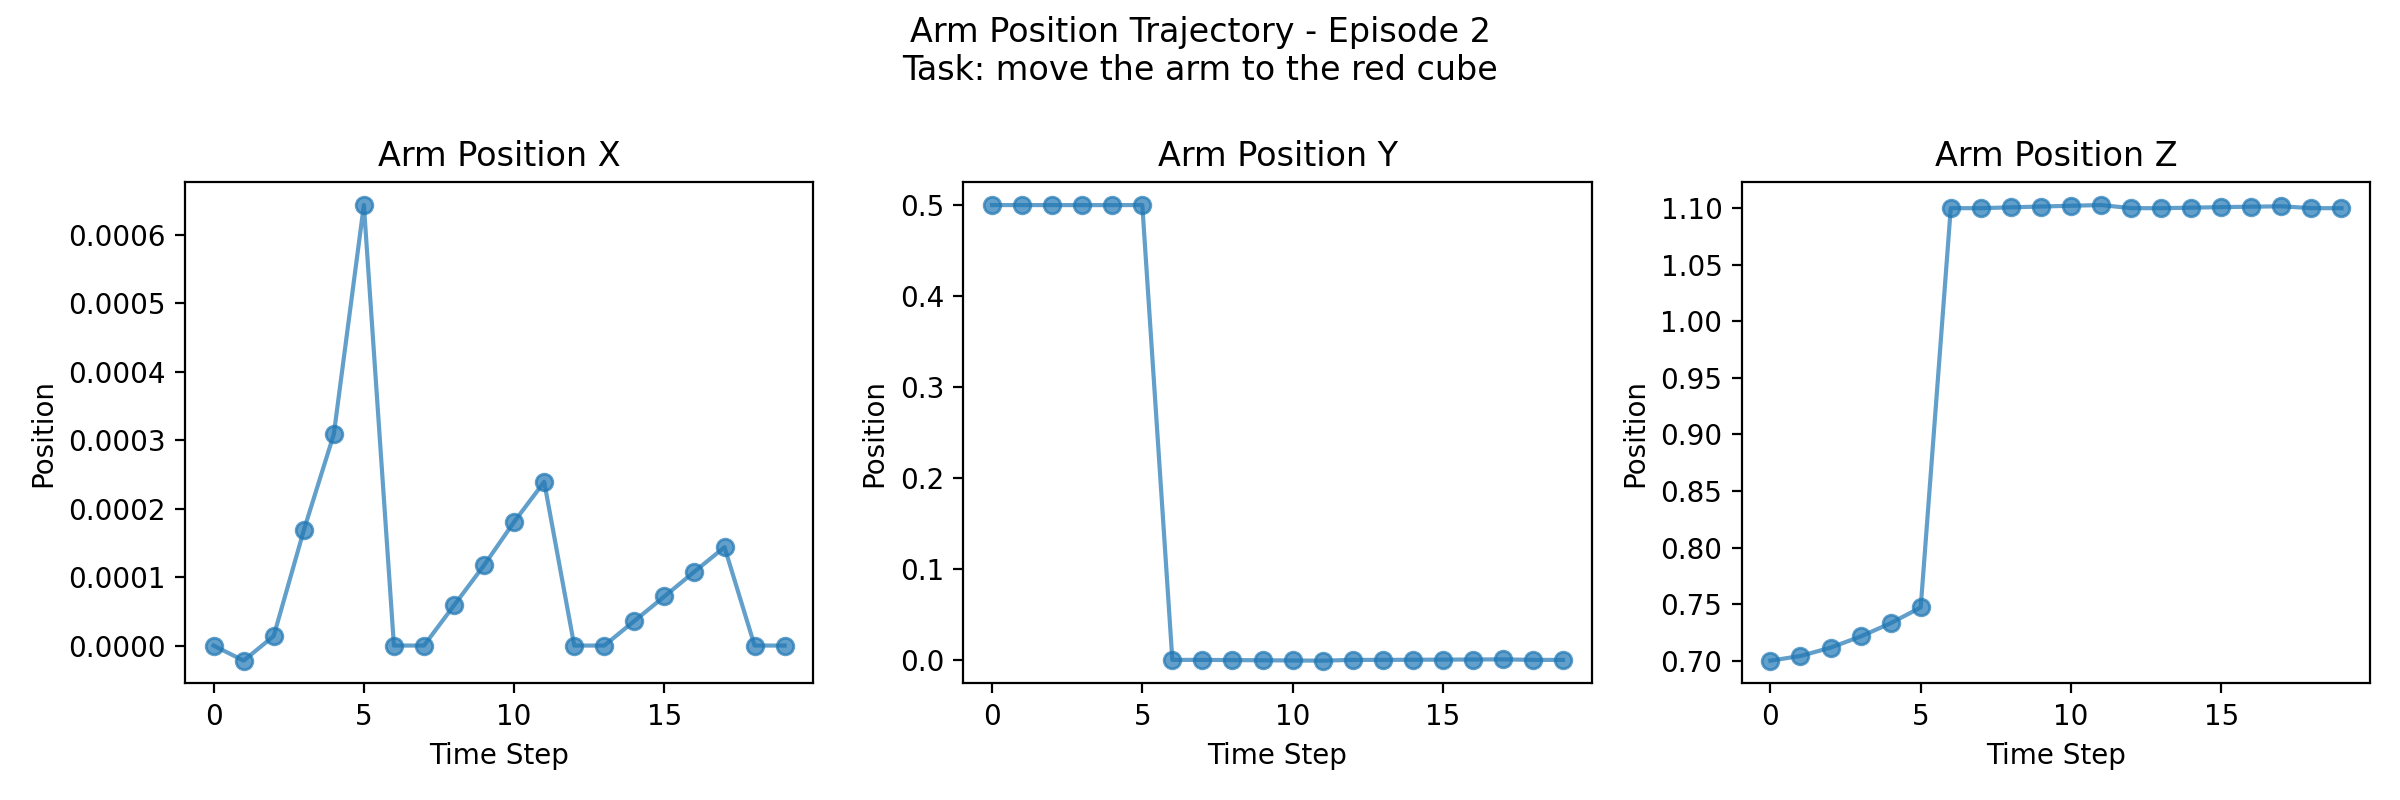 Arm Position Trajectory - Episode 2
Task: move the arm to the red cube
Arm Position X
Position
0.0006
0.0005
0.0004
0.0003
0.0002
0.0001
0.0000
0 5 10 15
Time Step
Arm Position Y
Position
0.5
0.4
0.3
0.2
0.1
0.0
0 5 10 15
Time Step
Arm Position Z
Position
1.10
1.05
1.00
0.95
0.90
0.85
0.80
0.75
0.70
0 5 10 15
Time Step